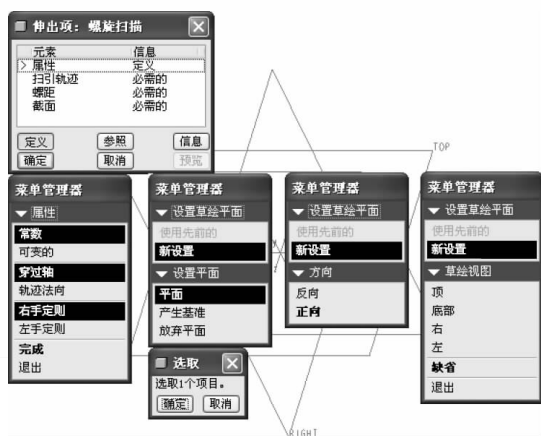 伸出项：螺旋扫描
元素 信息
> 属性 定义
扫引轨迹 必需的
螺距 必需的
截面 必需的
定义 参照 信息
确定 取消 预览
TOP
菜单管理器
属性
常数
可变的
穿过轴
轨迹法向
右手定则
左手定则
完成
退出
菜单管理器
设置草绘平面
使用先前的
新设置
设置平面
平面
产生基准
放弃平面
选取
选取1个项目。
确定 取消
菜单管理器
设置草绘平面
使用先前的
新设置
方向
反向
正向
菜单管理器
设置草绘平面
使用先前的
新设置
草绘视图
顶
底部
右
左
缺省
退出
RIGHT